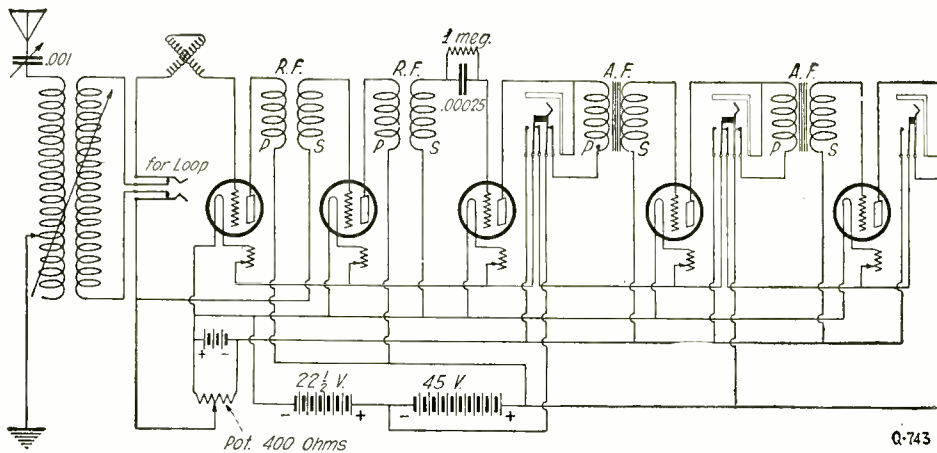 .001
for Loop
R.F.
P S
R.F.
P S
1 meg.
.00025
A.F.
P S
A.F.
P S
+ -
22½ V.
- +
45 V.
- +
Pot. 400 Ohms
Q-743